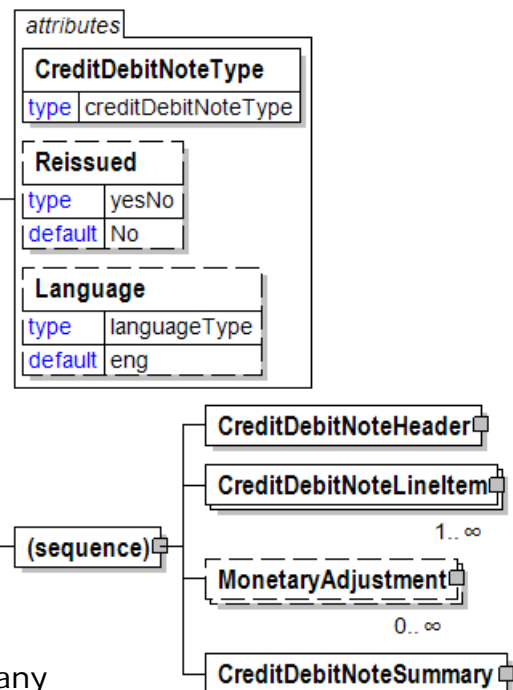 attributes
CreditDebitNoteType
type creditDebitNoteType
Reissued
type yesNo
default No
Language
type languageType
default eng
CreditDebitNoteHeader
CreditDebitNoteLineItem
1..∞
(sequence)
MonetaryAdjustment
0..∞
any
CreditDebitNoteSummary